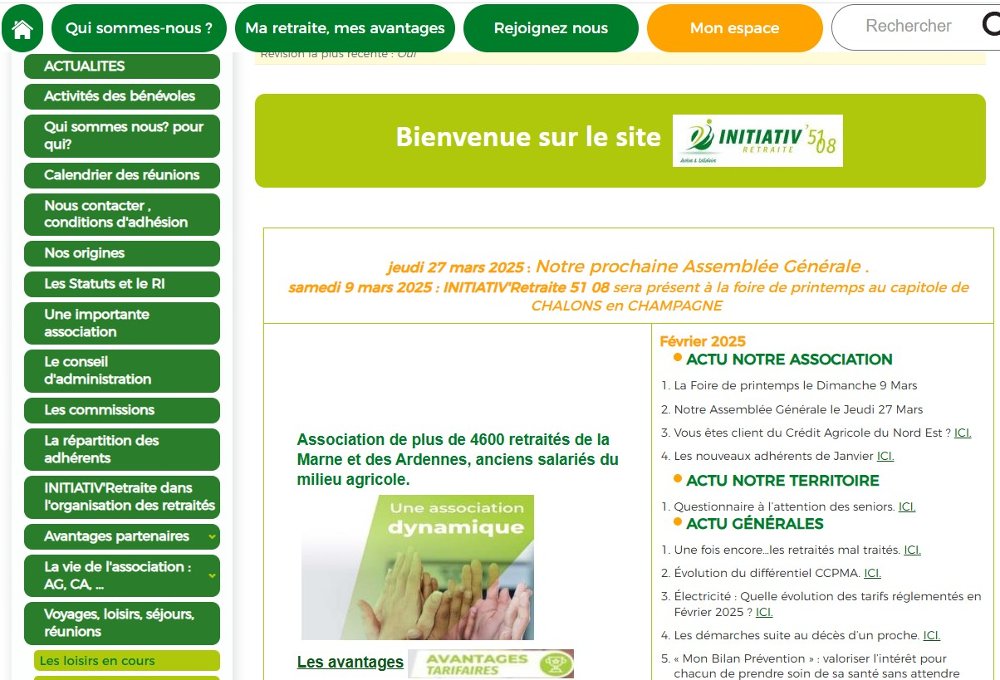 Qui sommes-nous ?
Ma retraite, mes avantages
Rejoignez nous
Mon espace
Rechercher
ACTUALITES
Activités des bénévoles
Qui sommes nous? pour
qui?
Calendrier des réunions
Nous contacter ,
conditions d'adhésion
Nos origines
Les Statuts et le RI
Une importante
association
Le conseil
d'administration
Les commissions
La répartition des
adhérents
INITIATIV'Retraite dans
l'organisation des retraités
Avantages partenaires
La vie de l'association :
AG, CA, ...
Voyages, loisirs, séjours,
réunions
Les loisirs en cours
Révision la plus récente : Oui
Bienvenue sur le site
INITIATIV'51 08
RETRAITE
Active & Solidaire
jeudi 27 mars 2025 : Notre prochaine Assemblée Générale .
samedi 9 mars 2025 : INITIATIV'Retraite 51 08 sera présent à la foire de printemps au capitole de
CHALONS en CHAMPAGNE
Association de plus de 4600 retraités de la
Marne et des Ardennes, anciens salariés du
milieu agricole.
Une association
dynamique
Les avantages
AVANTAGES
TARIFAIRES
Février 2025
ACTU NOTRE ASSOCIATION
1. La Foire de printemps le Dimanche 9 Mars
2. Notre Assemblée Générale le Jeudi 27 Mars
3. Vous êtes client du Crédit Agricole du Nord Est ? ICI.
4. Les nouveaux adhérents de Janvier ICI.
ACTU NOTRE TERRITOIRE
1. Questionnaire à l'attention des seniors. ICI.
ACTU GÉNÉRALES
1. Une fois encore...les retraités mal traités. ICI.
2. Évolution du différentiel CCPMA. ICI.
3. Électricité : Quelle évolution des tarifs réglementés en
Février 2025 ? ICI.
4. Les démarches suite au décès d'un proche. ICI.
5. « Mon Bilan Prévention » : valoriser l'intérêt pour
chacun de prendre soin de sa santé sans attendre